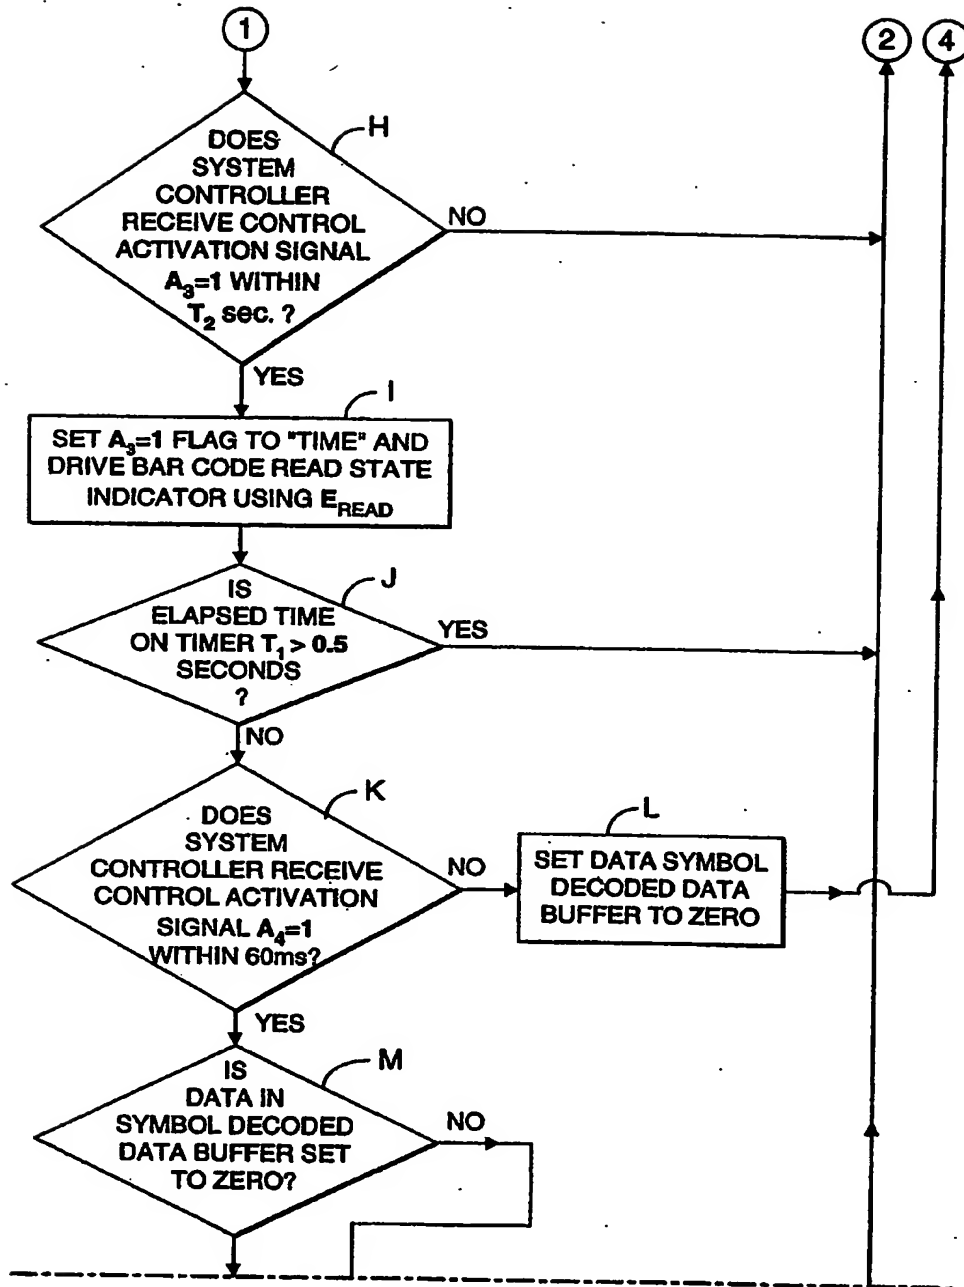 1
2
4
H
DOES
SYSTEM
CONTROLLER
RECEIVE CONTROL
ACTIVATION SIGNAL
A₃=1 WITHIN
T₂ sec. ?
NO
YES
I
SET A₃=1 FLAG TO "TIME" AND
DRIVE BAR CODE READ STATE
INDICATOR USING E_READ
J
IS
ELAPSED TIME
ON TIMER T₁ > 0.5
SECONDS
?
YES
NO
K
DOES
SYSTEM
CONTROLLER RECEIVE
CONTROL ACTIVATION
SIGNAL A₄=1
WITHIN 60ms?
NO
L
SET DATA SYMBOL
DECODED DATA
BUFFER TO ZERO
YES
M
IS
DATA IN
SYMBOL DECODED
DATA BUFFER SET
TO ZERO?
NO